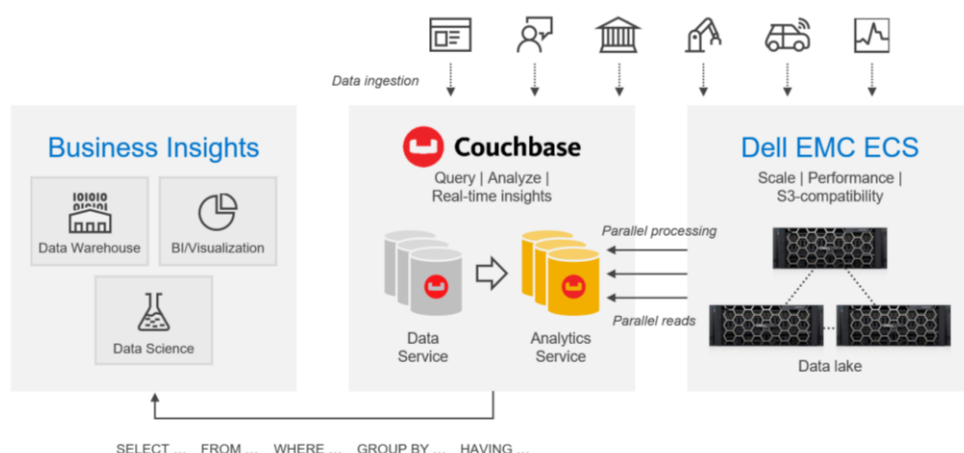 Data ingestion
Business Insights
101010
010101
Data Warehouse
BI/Visualization
Data Science
Couchbase
Query | Analyze |
Real-time insights
Data
Service
Analytics
Service
Parallel processing
Parallel reads
Dell EMC ECS
Scale | Performance |
S3-compatibility
Data lake
SELECT ... FROM ... WHERE ... GROUP BY ... HAVING ...